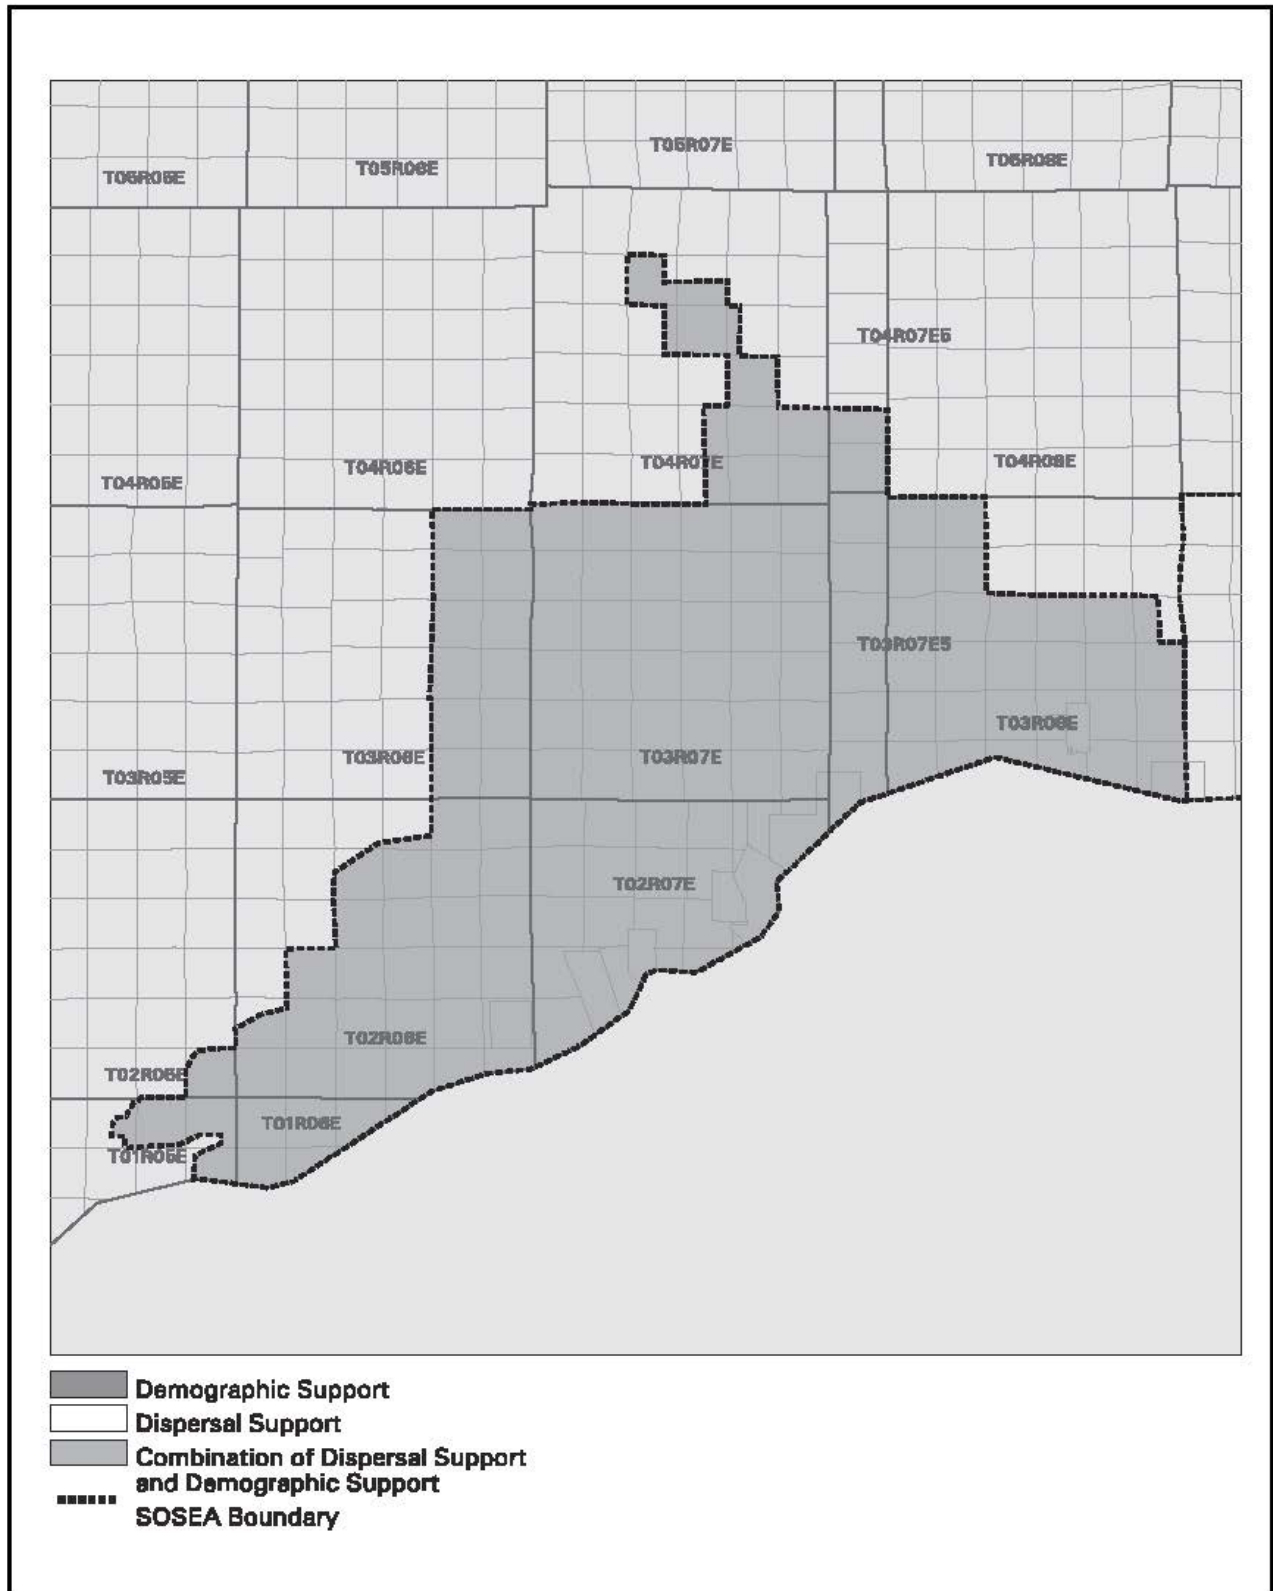 T05R07E
T05R08E
T05R06E
T05R05E
T04R07E5
T04R07E
T04R08E
T04R06E
T04R05E
T03R07E5
T03R08E
T03R06E
T03R07E
T03R05E
T02R07E
T02R06E
T02R05E
T01R06E
T01R05E
Demographic Support
Dispersal Support
Combination of Dispersal Support
and Demographic Support
SOSEA Boundary